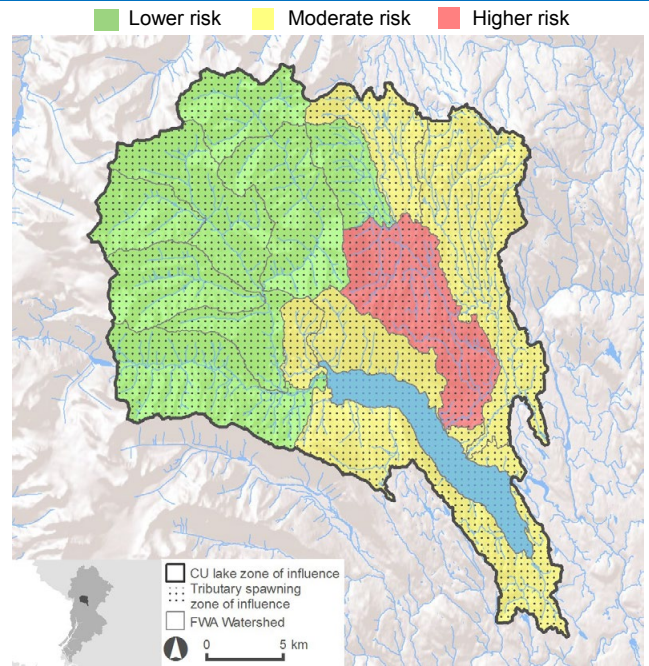 Lower risk Moderate risk Higher risk
CU lake zone of influence
Tributary spawning
zone of influence
FWA Watershed
0 5 km